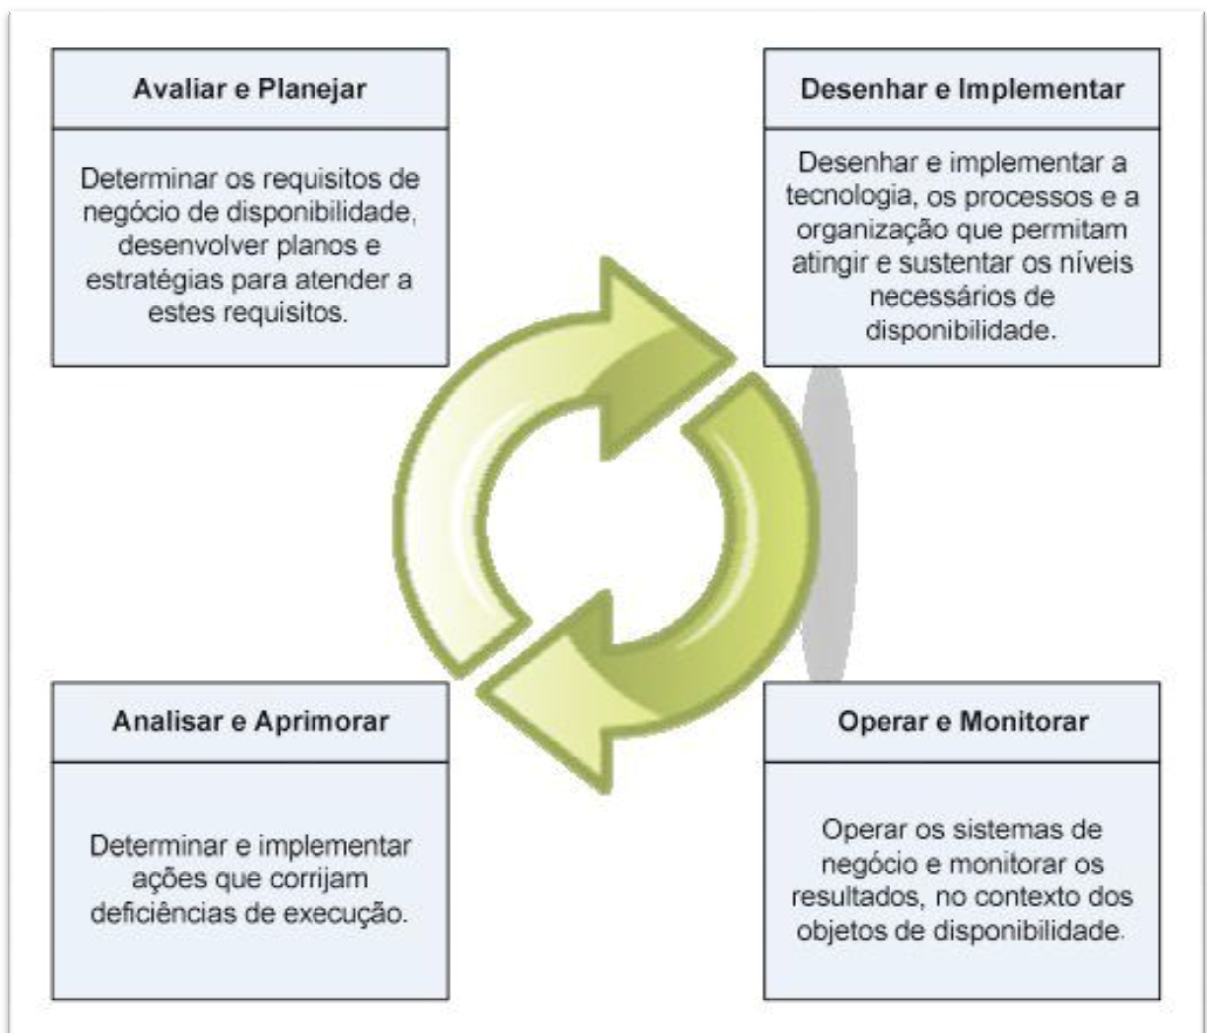 Avaliar e Planejar
Determinar os requisitos de
negócio de disponibilidade,
desenvolver planos e
estratégias para atender a
estes requisitos.
Desenhar e Implementar
Desenhar e implementar a
tecnologia, os processos e a
organização que permitam
atingir e sustentar os níveis
necessários de
disponibilidade.
Analisar e Aprimorar
Determinar e implementar
ações que corrijam
deficiências de execução.
Operar e Monitorar
Operar os sistemas de
negócio e monitorar os
resultados, no contexto dos
objetos de disponibilidade.